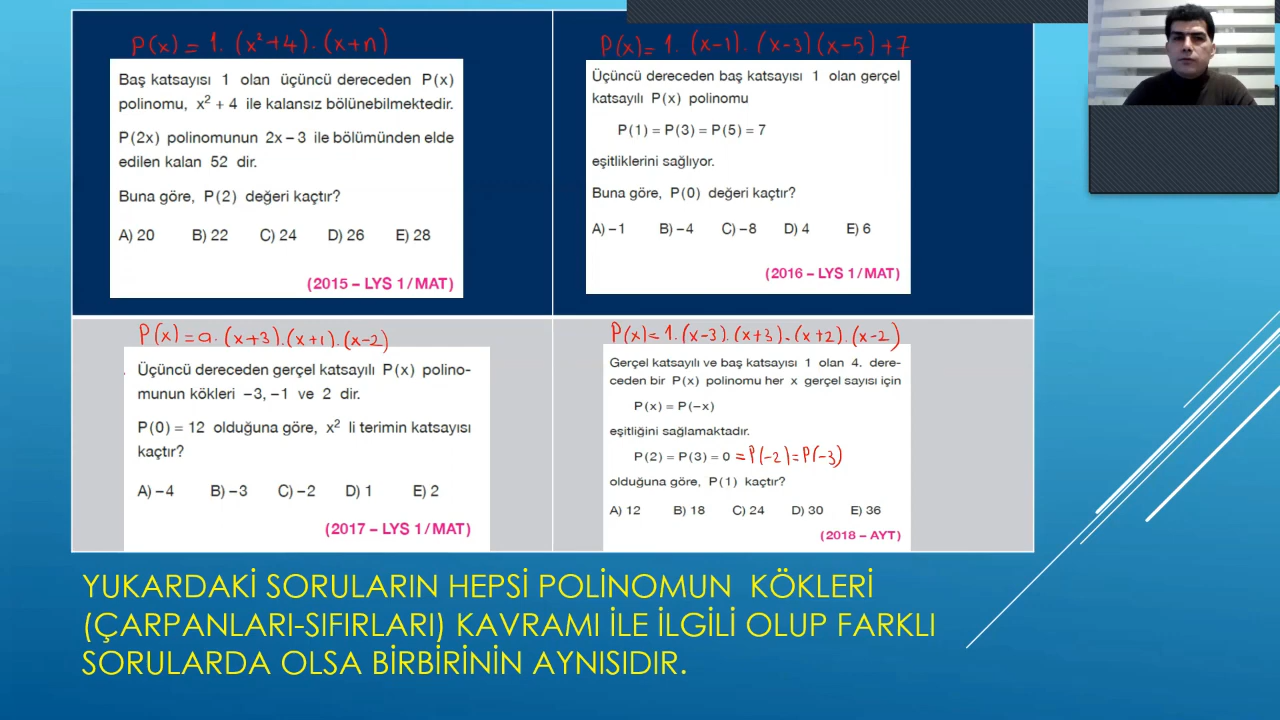 P(x) = 1. (x²+4). (x+n)
Baş katsayısı 1 olan üçüncü dereceden P(x)
polinomu, x² + 4 ile kalansız bölünebilmektedir.
P(2x) polinomunun 2x – 3 ile bölümünden elde
edilen kalan 52 dir.
Buna göre, P(2) değeri kaçtır?
A) 20 B) 22 C) 24 D) 26 E) 28
(2015 – LYS 1/MAT)
P(x)= 1. (x-1). (x-3)(x-5)+7
Üçüncü dereceden baş katsayısı 1 olan gerçel
katsayılı P(x) polinomu
P(1) = P(3) = P(5) = 7
eşitliklerini sağlıyor.
Buna göre, P(0) değeri kaçtır?
A) –1 B) –4 C) –8 D) 4 E) 6
(2016 – LYS 1/MAT)
P(x)=a.(x+3).(x+1).(x-2)
Üçüncü dereceden gerçel katsayılı P(x) polino-
munun kökleri –3, –1 ve 2 dir.
P(0) = 12 olduğuna göre, x² li terimin katsayısı
kaçtır?
A) –4 B) –3 C) –2 D) 1 E) 2
(2017 – LYS 1/MAT)
P(x)=1.(x-3).(x+3).(x+2).(x-2)
Gerçel katsayılı ve baş katsayısı 1 olan 4. dere-
ceden bir P(x) polinomu her x gerçel sayısı için
P(x) = P(–x)
eşitliğini sağlamaktadır.
P(2) = P(3) = 0 =P(-2)=P(-3)
olduğuna göre, P(1) kaçtır?
A) 12 B) 18 C) 24 D) 30 E) 36
(2018 – AYT)
YUKARDAKİ SORULARIN HEPSİ POLİNOMUN KÖKLERİ
(ÇARPANLARI-SIFIRLARI) KAVRAMI İLE İLGİLİ OLUP FARKLI
SORULARDA OLSA BİRBİRİNİN AYNISIDIR.